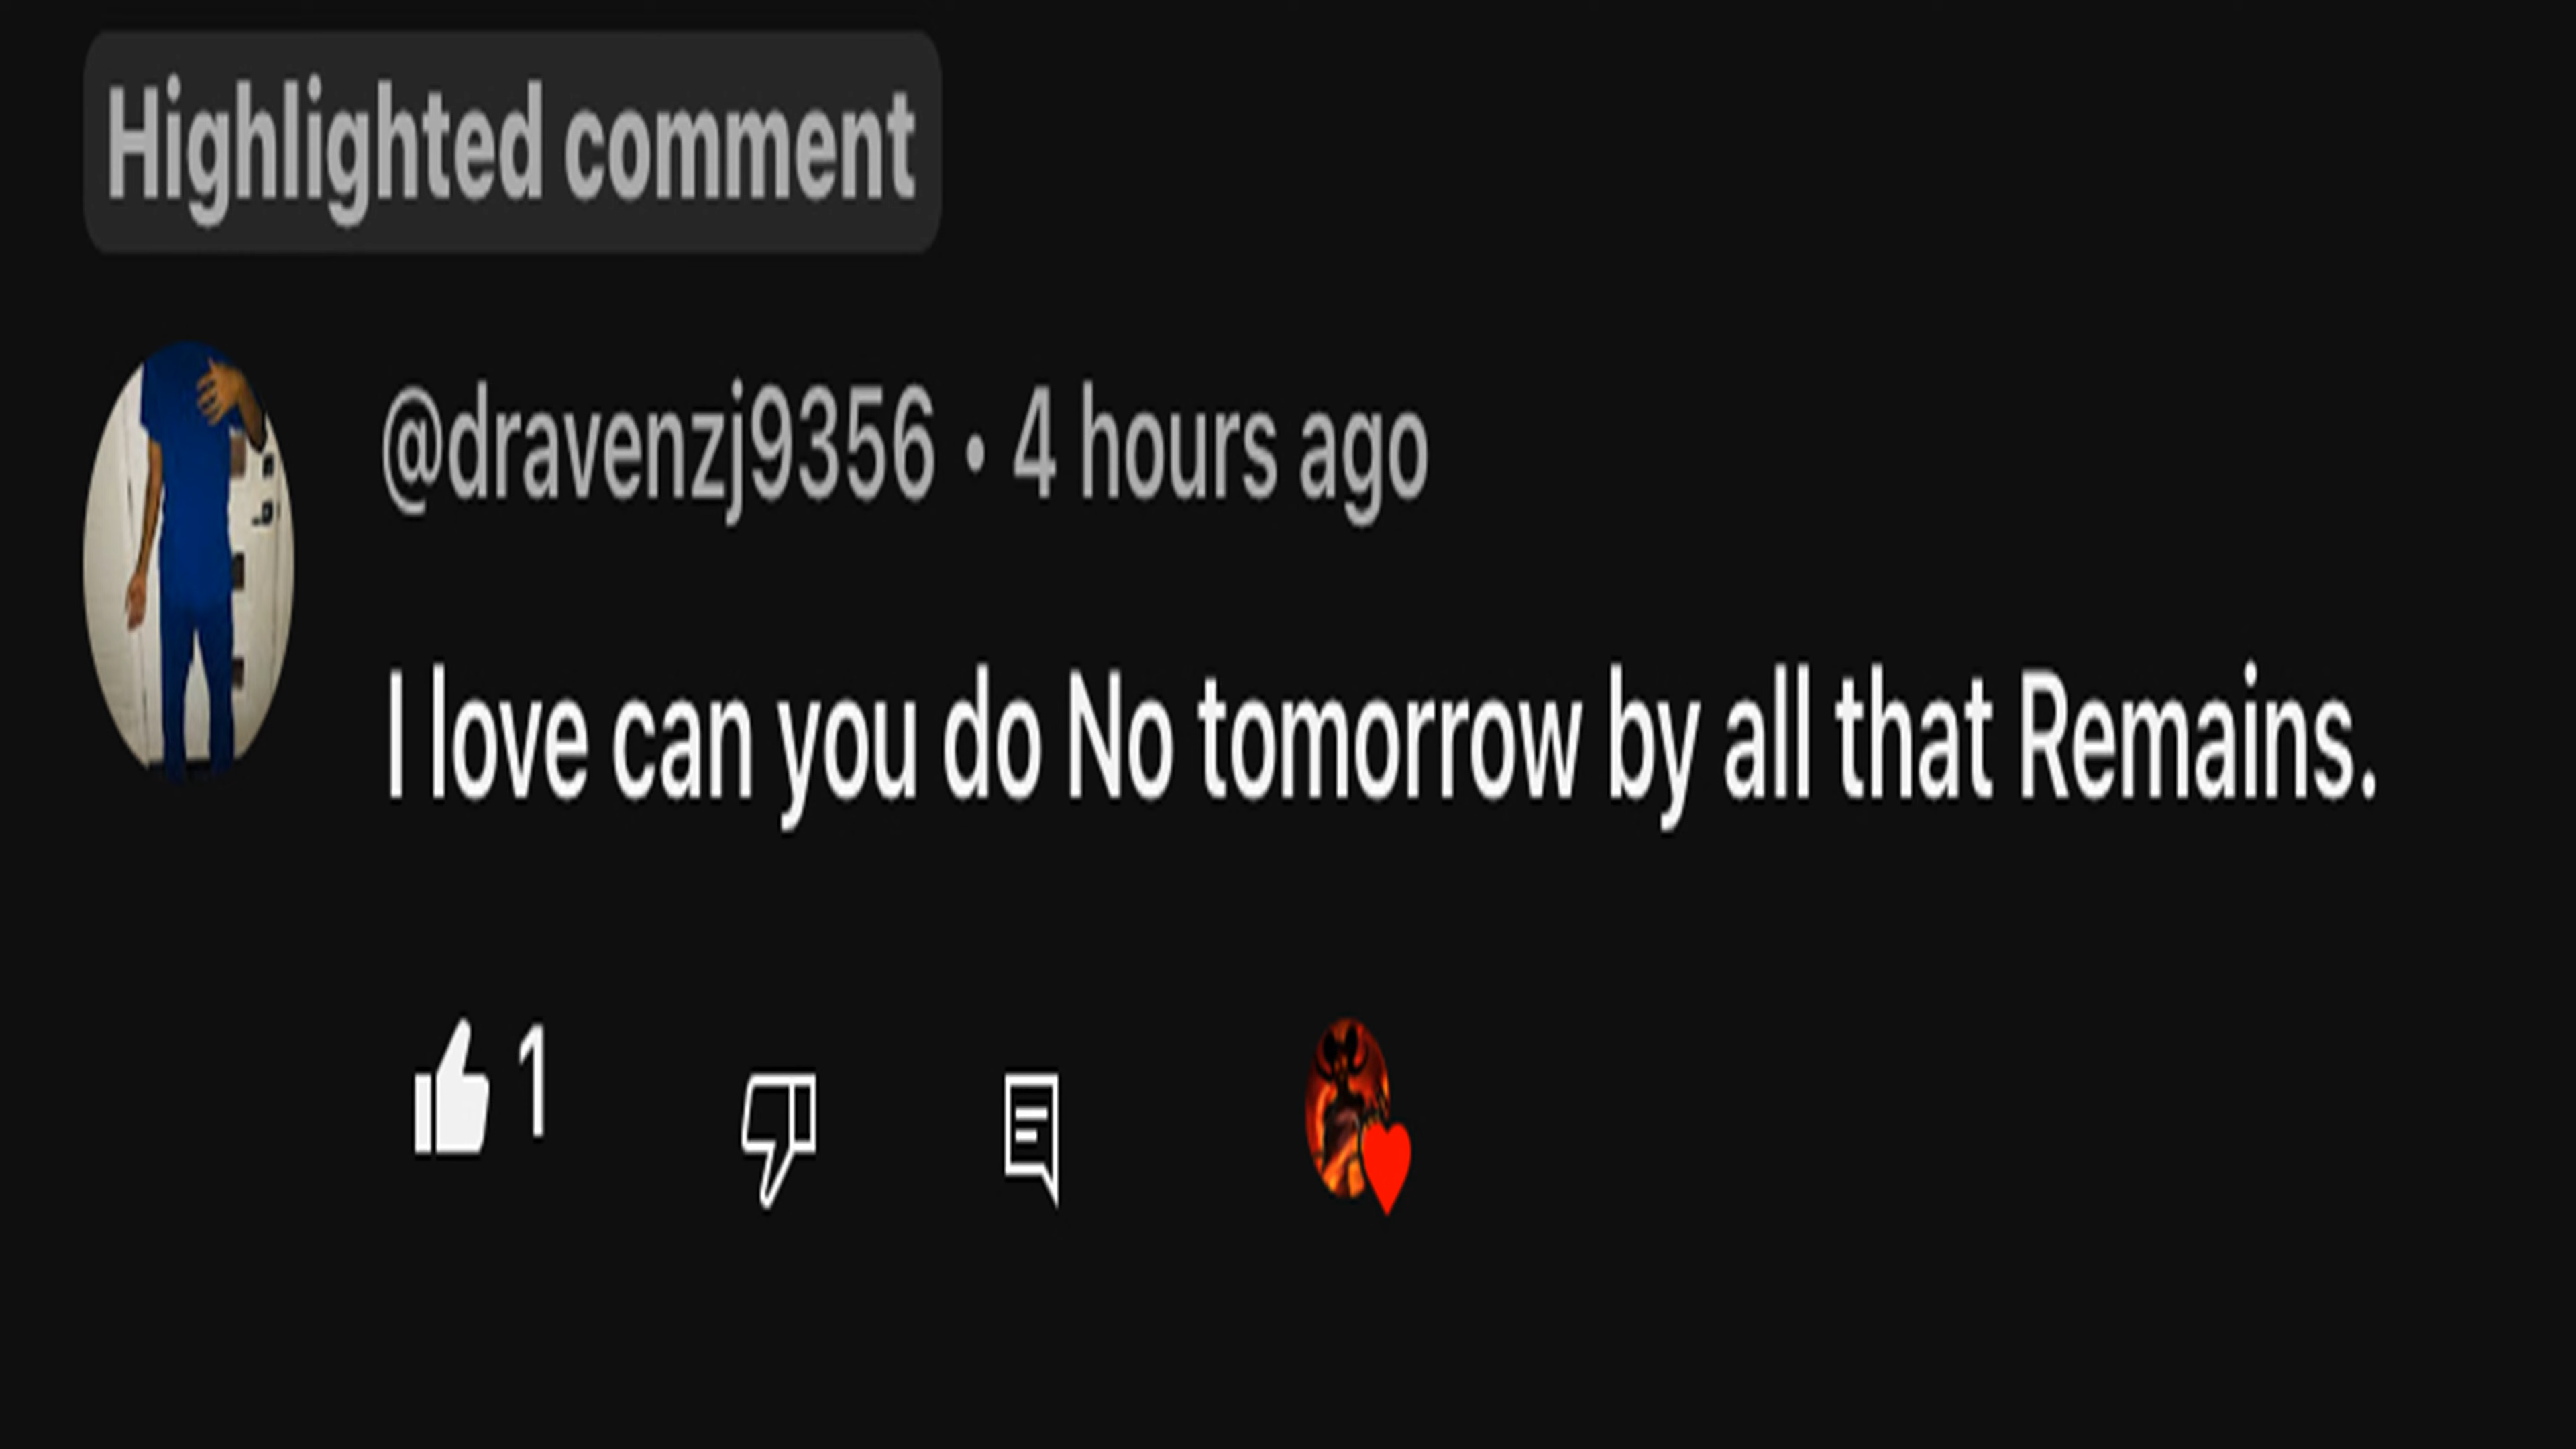 Highlighted comment
@dravenzj9356 • 4 hours ago
I love can you do No tomorrow by all that Remains.
1